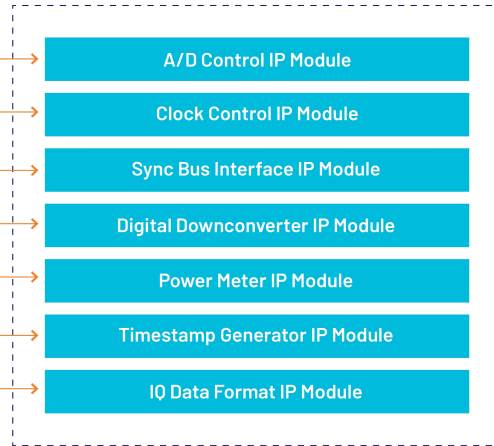 A/D Control IP Module
Clock Control IP Module
Sync Bus Interface IP Module
Digital Downconverter IP Module
Power Meter IP Module
Timestamp Generator IP Module
IQ Data Format IP Module